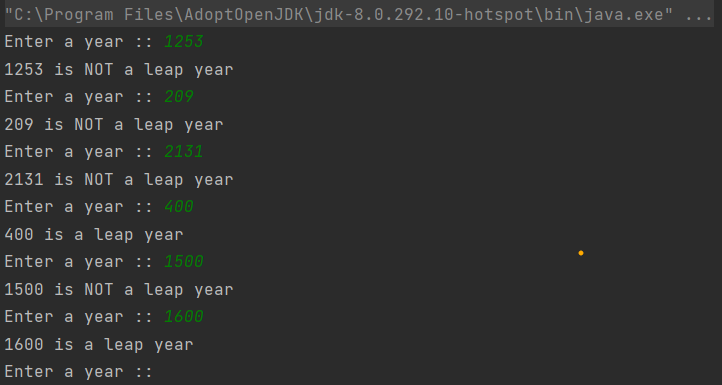 "C:\Program Files\AdoptOpenJDK\jdk-8.0.292.10-hotspot\bin\java.exe" ...
Enter a year :: 1253
1253 is NOT a leap year
Enter a year :: 209
209 is NOT a leap year
Enter a year :: 2131
2131 is NOT a leap year
Enter a year :: 400
400 is a leap year
Enter a year :: 1500
1500 is NOT a leap year
Enter a year :: 1600
1600 is a leap year
Enter a year ::